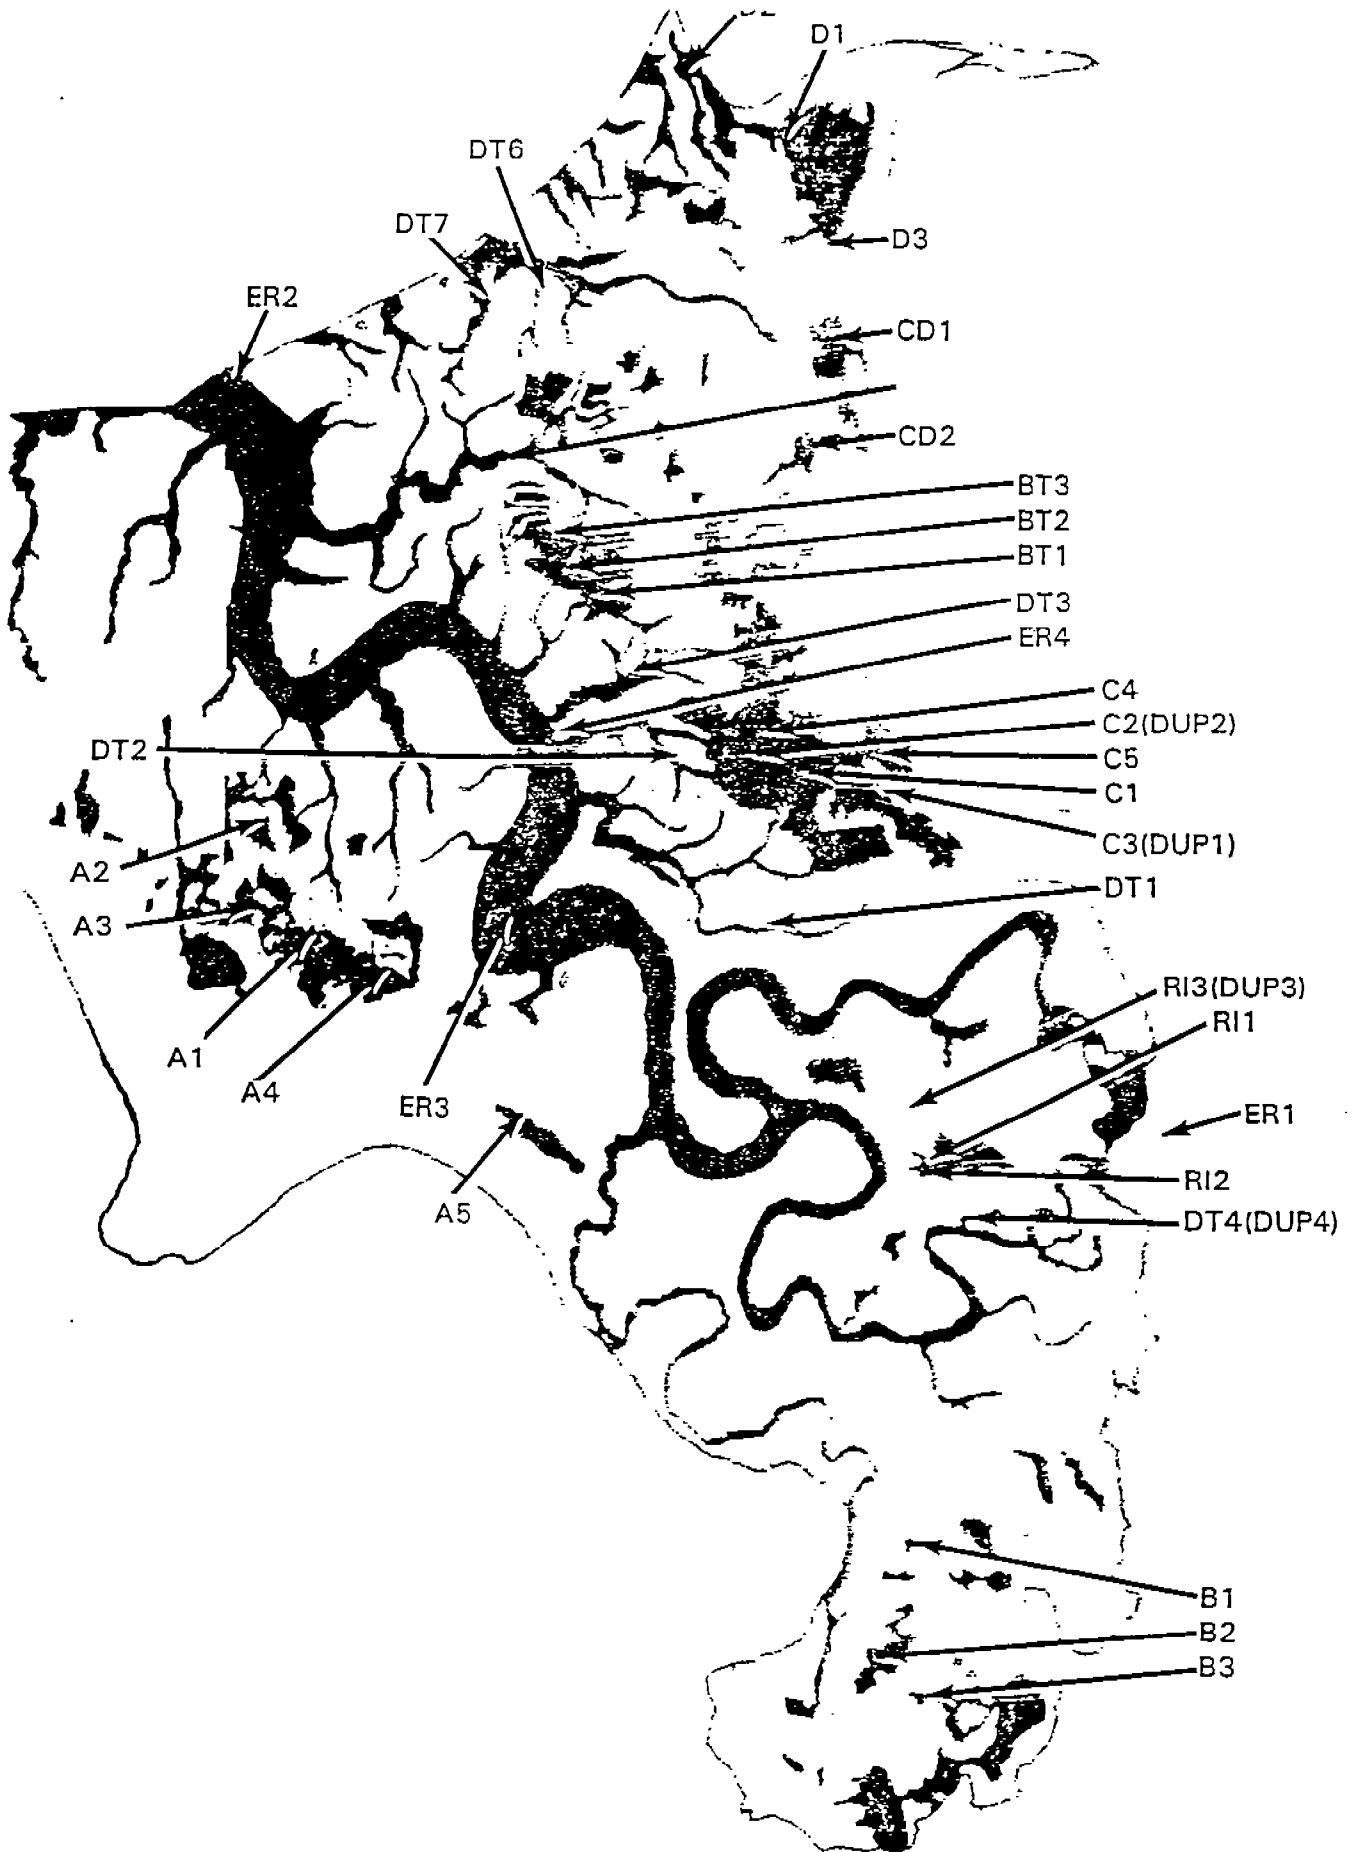 D1
DT6
DT7
D3
ER2
CD1
CD2
BT3
BT2
BT1
DT3
ER4
C4
C2(DUP2)
DT2
C5
C1
C3(DUP1)
A2
DT1
A3
RI3(DUP3)
RI1
A1
A4
ER3
ER1
RI2
A5
DT4(DUP4)
B1
B2
B3